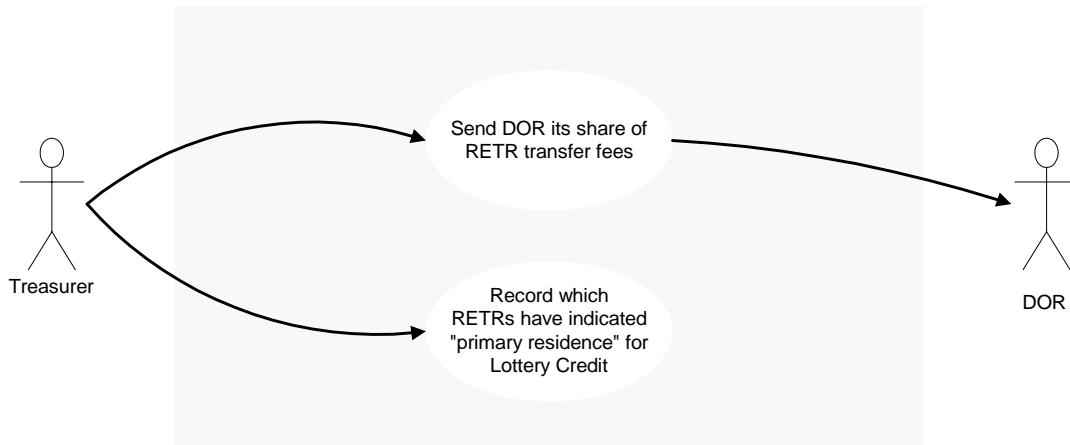 Send DOR its share of
RETR transfer fees
Treasurer
DOR
Record which
RETRs have indicated
"primary residence" for
Lottery Credit